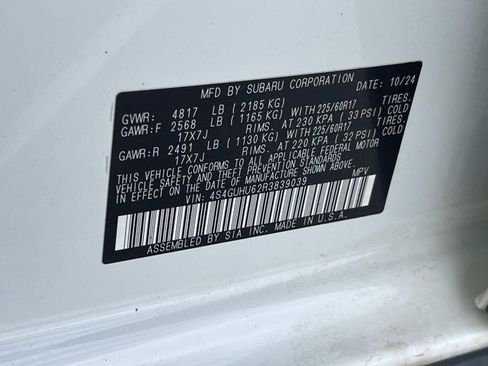 MFD BY SUBARU CORPORATION DATE: 10/24
GVWR: 4817 LB ( 2185 KG)
GAWR:F 2568 LB ( 1165 KG) WITH 225/60R17 TIRES.
17X7J RIMS. AT 230 KPA ( 33 PSI) COLD
GAWR:R 2491 LB ( 1130 KG) WITH 225/60R17 TIRES.
17X7J RIMS. AT 220 KPA ( 32 PSI) COLD
THIS VEHICLE CONFORMS TO ALL APPLICABLE FEDERAL MOTOR
VEHICLE SAFETY AND THEFT PREVENTION STANDARDS
IN EFFECT ON THE DATE OF MANUFACTURE SHOWN ABOVE.
VIN: 4S4GUHU62R3839039 MPV
ASSEMBLED BY SIA INC. MADE IN U.S.A.